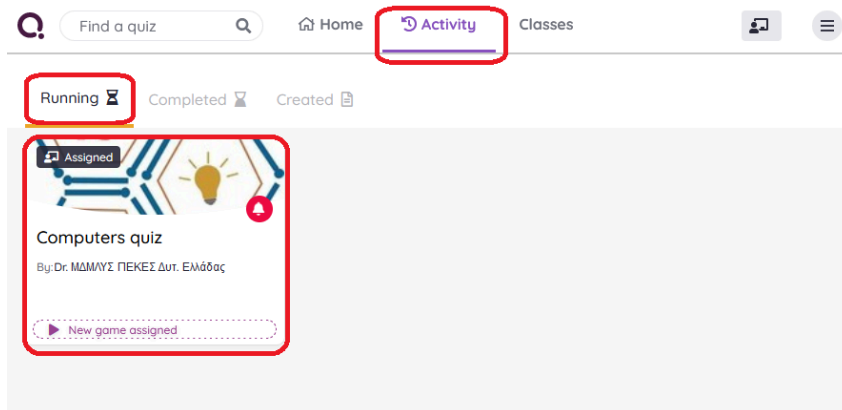 Find a quiz
Home
Activity
Classes
Running
Completed
Created
Assigned
Computers quiz
By:Dr. ΜΔΜΛΥΣ ΠΕΚΕΣ Δυτ. Ελλάδας
New game assigned